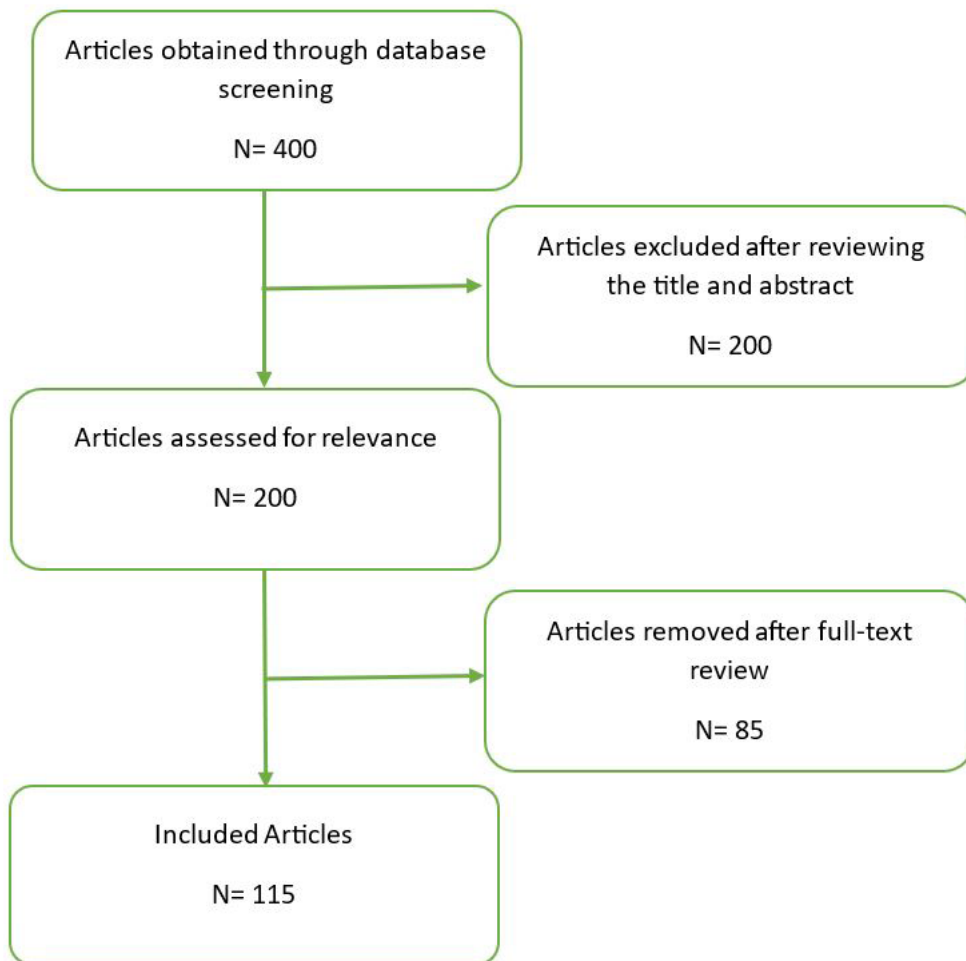 Articles obtained through database
screening
N= 400
Articles excluded after reviewing
the title and abstract
N= 200
Articles assessed for relevance
N= 200
Articles removed after full-text
review
N= 85
Included Articles
N= 115